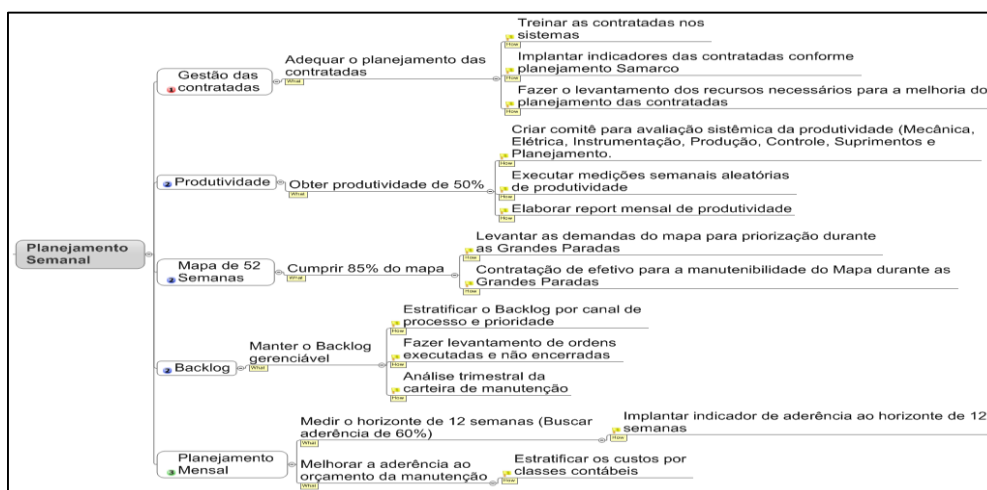 Planejamento
Semanal
1
Gestão das
contratadas
Adequar o planejamento das
contratadas
What
Treinar as contratadas nos
sistemas
How
Implantar indicadores das contratadas conforme
planejamento Samarco
How
Fazer o levantamento dos recursos necessários para a melhoria do
planejamento das contratadas
How
2
Produtividade
Obter produtividade de 50%
What
Criar comitê para avaliação sistêmica da produtividade (Mecânica,
Elétrica, Instrumentação, Produção, Controle, Suprimentos e
Planejamento.
How
Executar medições semanais aleatórias
de produtividade
How
Elaborar report mensal de produtividade
How
Mapa de 52
Semanas
Cumprir 85% do mapa
What
Levantar as demandas do mapa para priorização durante
as Grandes Paradas
How
Contratação de efetivo para a manutenibilidade do Mapa durante as
Grandes Paradas
How
2
Backlog
Manter o Backlog
gerenciável
What
Estratificar o Backlog por canal de
processo e prioridade
How
Fazer levantamento de ordens
executadas e não encerradas
How
Análise trimestral da
carteira de manutenção
How
3
Planejamento
Mensal
Medir o horizonte de 12 semanas (Buscar
aderência de 60%)
What
Implantar indicador de aderência ao horizonte de 12
semanas
How
Melhorar a aderência ao
orçamento da manutenção
What
Estratificar os custos por
classes contábeis
How